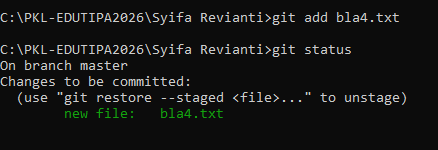 C:\PKL-EDUTIPA2026\Syifa Revianti>git add bla4.txt
C:\PKL-EDUTIPA2026\Syifa Revianti>git status
On branch master
Changes to be committed:
  (use "git restore --staged <file>..." to unstage)
        new file:   bla4.txt